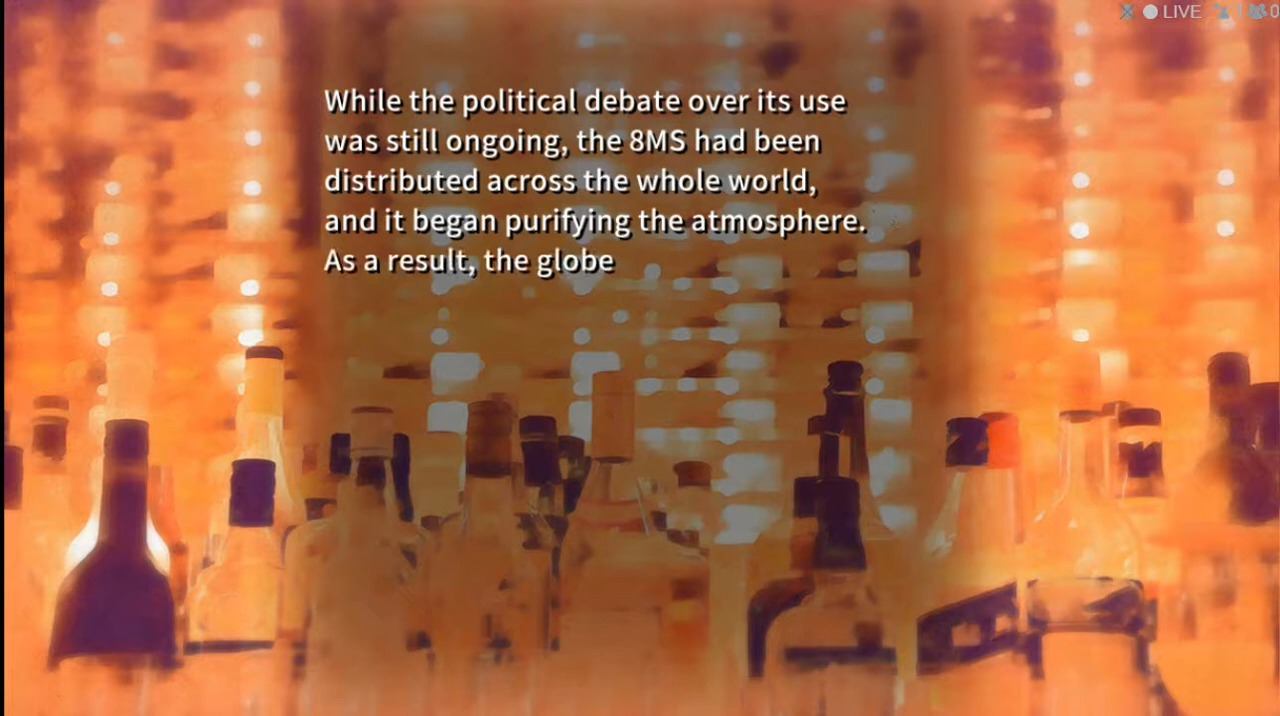 LIVE
While the political debate over its use
was still ongoing, the 8MS had been
distributed across the whole world,
and it began purifying the atmosphere.
As a result, the globe